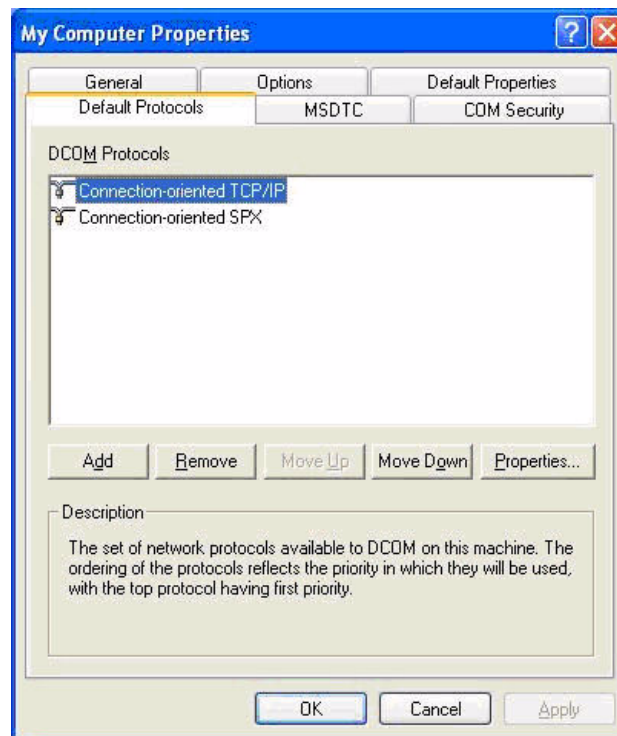 My Computer Properties
General Options Default Properties
Default Protocols MSDTC COM Security
DCOM Protocols
Connection-oriented TCP/IP
Connection-oriented SPX
Add Remove Move Up Move Down Properties...
Description
The set of network protocols available to DCOM on this machine. The
ordering of the protocols reflects the priority in which they will be used,
with the top protocol having first priority.
OK Cancel Apply